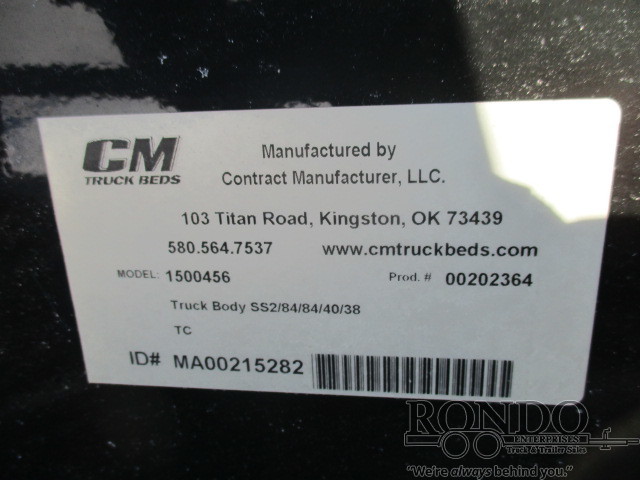 CM
TRUCK BEDS
Manufactured by
Contract Manufacturer, LLC.
103 Titan Road, Kingston, OK 73439
580.564.7537 www.cmtruckbeds.com
MODEL: 1500456 Prod. # 00202364
Truck Body SS2/84/84/40/38
TC
ID# MA00215282
RONDO
ENTERPRISES
Truck & Trailer Sales
"We're always behind you."